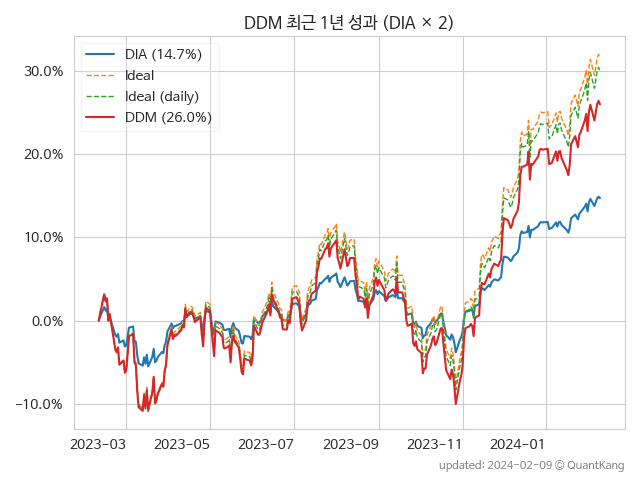 DDM 최근 1년 성과 (DIA × 2)
DIA (14.7%)
Ideal
Ideal (daily)
DDM (26.0%)
30.0%
20.0%
10.0%
0.0%
−10.0%
2023-03 2023-05 2023-07 2023-09 2023-11 2024-01
updated: 2024-02-09 © QuantKang